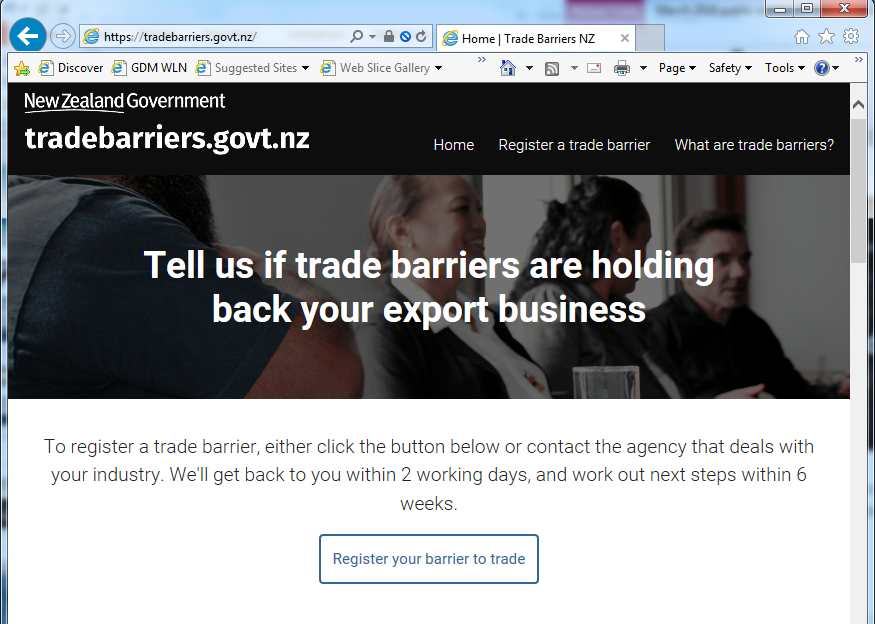 https://tradebarriers.govt.nz/
Home | Trade Barriers NZ
Discover GDM WLN Suggested Sites Web Slice Gallery Page Safety Tools
New Zealand Government
tradebarriers.govt.nz
Home Register a trade barrier What are trade barriers?
Tell us if trade barriers are holding
back your export business
To register a trade barrier, either click the button below or contact the agency that deals with
your industry. We'll get back to you within 2 working days, and work out next steps within 6
weeks.
Register your barrier to trade